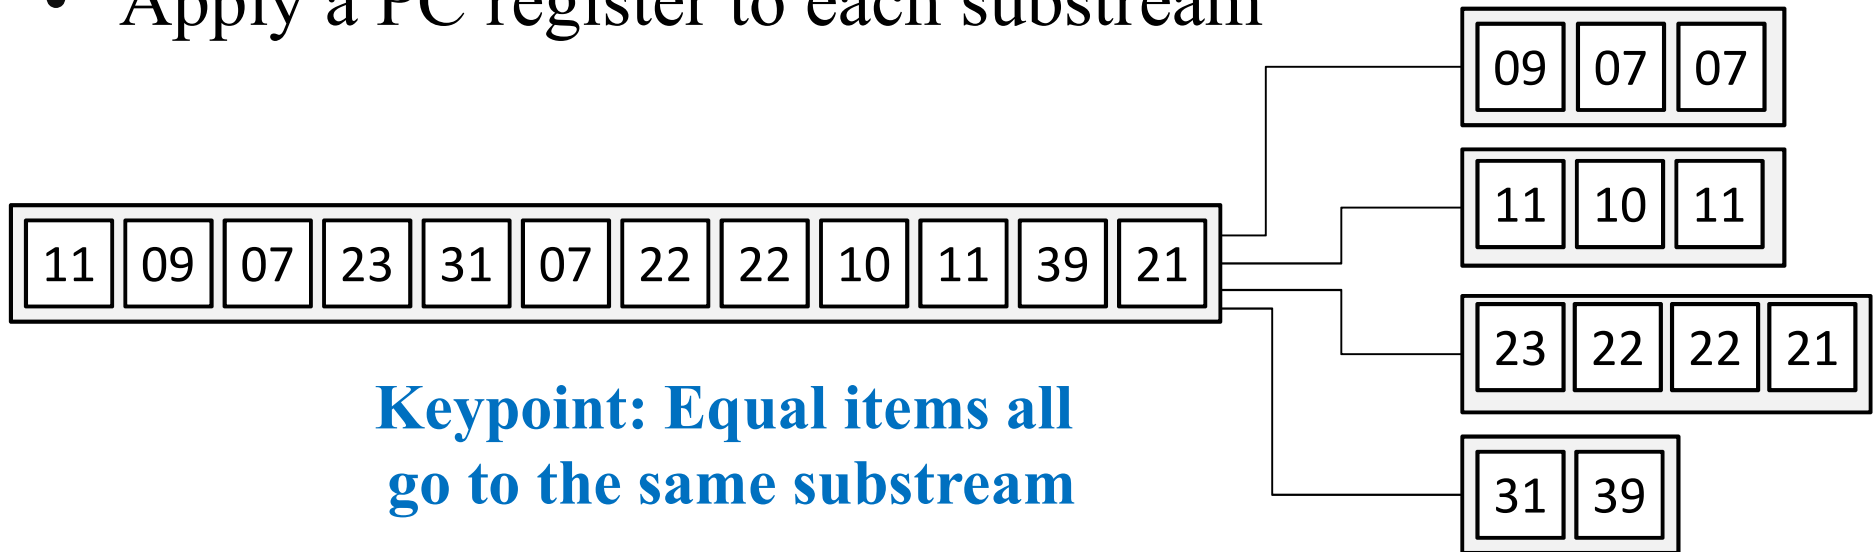 • Apply a PC register to each substream
09 07 07
11 10 11
11 09 07 23 31 07 22 22 10 11 39 21
23 22 22 21
Keypoint: Equal items all
go to the same substream
31 39